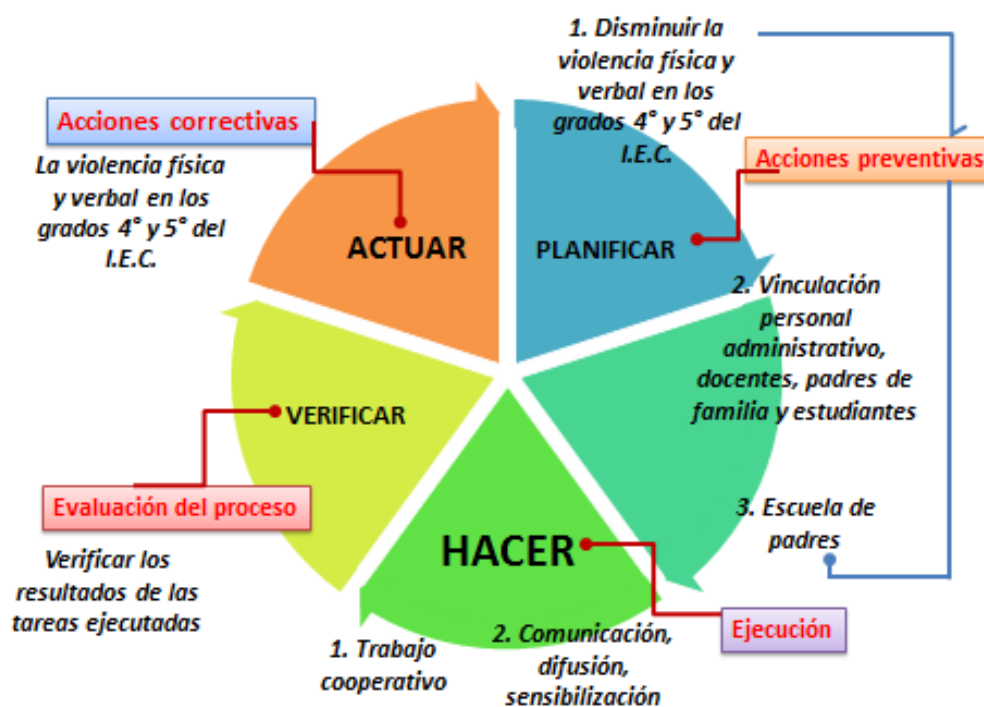 1. Disminuir la
violencia física y
verbal en los
grados 4° y 5° del
I.E.C.
Acciones preventivas
PLANIFICAR
2. Vinculación
personal
administrativo,
docentes, padres de
familia y estudiantes
3. Escuela de
padres
HACER
Ejecución
1. Trabajo
cooperativo
2. Comunicación,
difusión,
sensibilización
VERIFICAR
Evaluación del proceso
Verificar los
resultados de las
tareas ejecutadas
ACTUAR
Acciones correctivas
La violencia física
y verbal en los
grados 4° y 5° del
I.E.C.